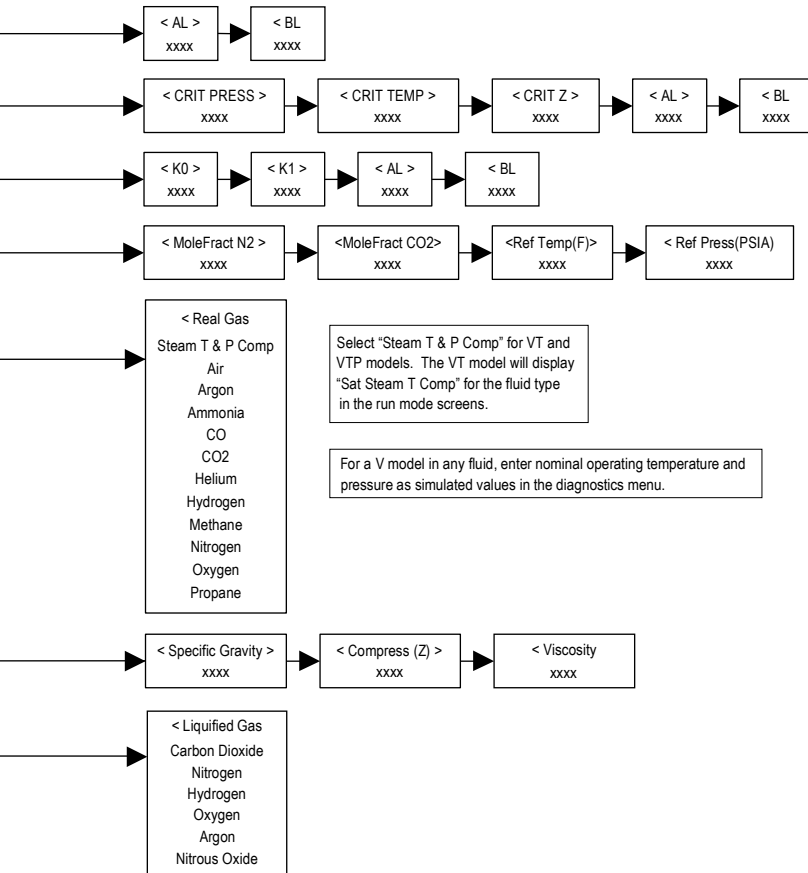 < AL >
xxxx
< BL
xxxx
< CRIT PRESS >
xxxx
< CRIT TEMP >
xxxx
< CRIT Z >
xxxx
< AL >
xxxx
< BL
xxxx
< K0 >
xxxx
< K1 >
xxxx
< AL >
xxxx
< BL
xxxx
< MoleFract N2 >
xxxx
<MoleFract CO2>
xxxx
<Ref Temp(F)>
xxxx
< Ref Press(PSIA)
xxxx
< Real Gas
Steam T & P Comp
Air
Argon
Ammonia
CO
CO2
Helium
Hydrogen
Methane
Nitrogen
Oxygen
Propane
Select “Steam T & P Comp” for VT and
VTP models. The VT model will display
“Sat Steam T Comp” for the fluid type
in the run mode screens.
For a V model in any fluid, enter nominal operating temperature and
pressure as simulated values in the diagnostics menu.
< Specific Gravity >
xxxx
< Compress (Z) >
xxxx
< Viscosity
xxxx
< Liquified Gas
Carbon Dioxide
Nitrogen
Hydrogen
Oxygen
Argon
Nitrous Oxide